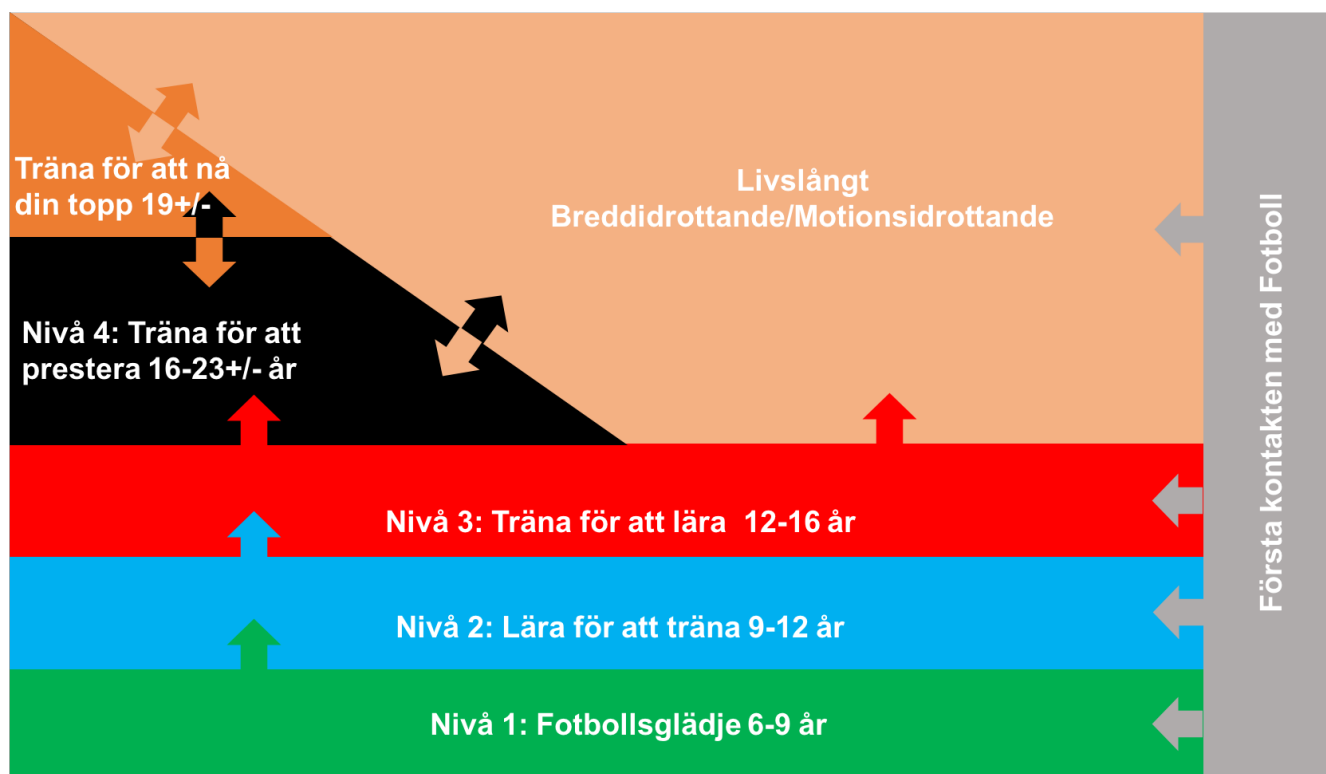 Träna för att nå
din topp 19+/-
Livslångt
Breddidrottande/Motionsidrottande
Nivå 4: Träna för att
prestera 16-23+/- år
Nivå 3: Träna för att lära  12-16 år
Nivå 2: Lära för att träna 9-12 år
Nivå 1: Fotbollsglädje 6-9 år
Första kontakten med Fotboll